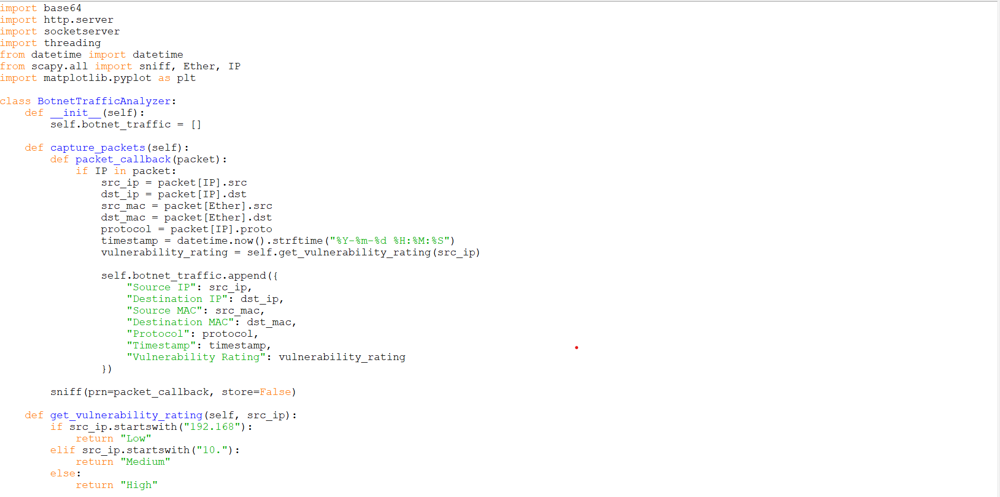 import base64
import http.server
import socketserver
import threading
from datetime import datetime
from scapy.all import sniff, Ether, IP
import matplotlib.pyplot as plt

class BotnetTrafficAnalyzer:
    def __init__(self):
        self.botnet_traffic = []

    def capture_packets(self):
        def packet_callback(packet):
            if IP in packet:
                src_ip = packet[IP].src
                dst_ip = packet[IP].dst
                src_mac = packet[Ether].src
                dst_mac = packet[Ether].dst
                protocol = packet[IP].proto
                timestamp = datetime.now().strftime("%Y-%m-%d %H:%M:%S")
                vulnerability_rating = self.get_vulnerability_rating(src_ip)

                self.botnet_traffic.append({
                    "Source IP": src_ip,
                    "Destination IP": dst_ip,
                    "Source MAC": src_mac,
                    "Destination MAC": dst_mac,
                    "Protocol": protocol,
                    "Timestamp": timestamp,
                    "Vulnerability Rating": vulnerability_rating
                })

        sniff(prn=packet_callback, store=False)

    def get_vulnerability_rating(self, src_ip):
        if src_ip.startswith("192.168"):
            return "Low"
        elif src_ip.startswith("10."):
            return "Medium"
        else:
            return "High"